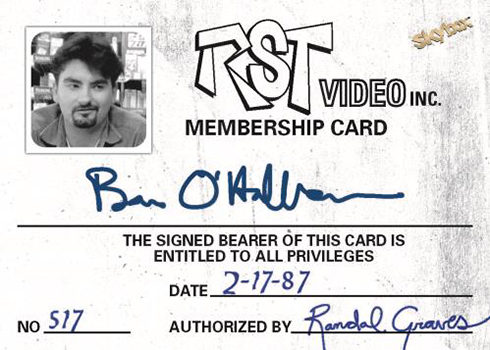 Skybox
RST VIDEO INC.
MEMBERSHIP CARD
Brian O'Halloran
THE SIGNED BEARER OF THIS CARD IS
ENTITLED TO ALL PRIVILEGES
DATE 2-17-87
NO 517
AUTHORIZED BY Randal Graves